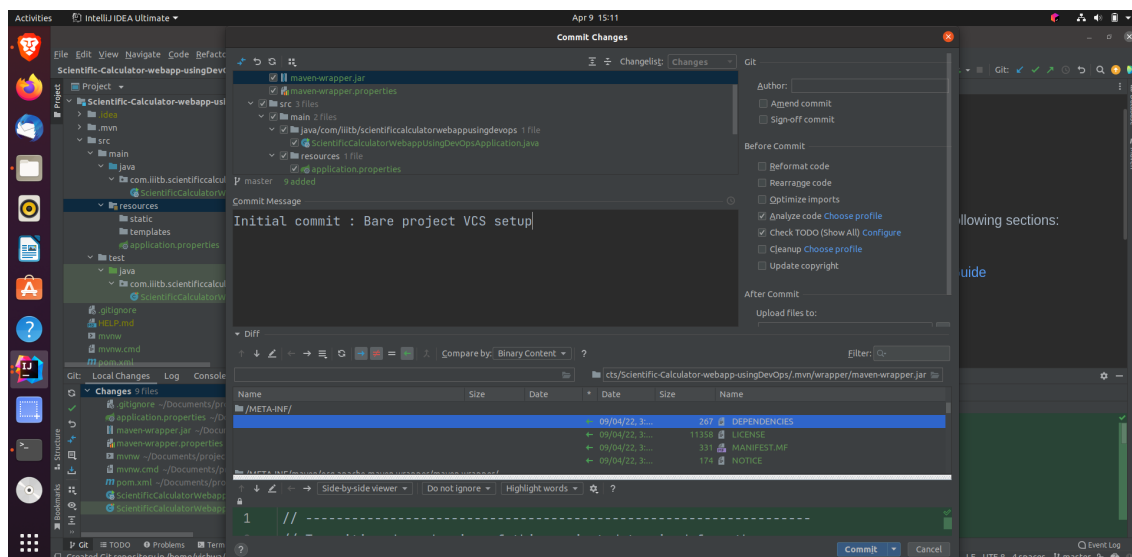 Activities
IntelliJ IDEA Ultimate
Apr 9 15:11
Commit Changes
File Edit View Navigate Code Refacto
Scientific-Calculator-webapp-usingDev
Project
Scientific-Calculator-webapp-usi
.idea
.mvn
src
main
java
com.iiitb.scientificcalcul
ScientificCalculatorW
resources
static
templates
application.properties
test
java
com.iiitb.scientificcalcul
ScientificCalculatorW
.gitignore
HELP.md
mvnw
mvnw.cmd
pom.xml
Git: Local Changes Log Console
Changes 9 files
.gitignore ~/Documents/pr
application.properties ~/D
maven-wrapper.jar ~/Docu
maven-wrapper.properties
mvnw ~/Documents/projec
mvnw.cmd ~/Documents/p
pom.xml ~/Documents/pro
ScientificCalculatorWebapp
ScientificCalculatorWebapp
Project
Structure
Bookmarks
Git TODO Problems Term
Changelist: Changes
maven-wrapper.jar
maven-wrapper.properties
src 3 files
main 2 files
java/com/iiitb/scientificcalculatorwebappusingdevops 1 file
ScientificCalculatorWebappUsingDevOpsApplication.java
resources 1 file
application.properties
master 9 added
Commit Message
Initial commit : Bare project VCS setup
Git
Author:
Amend commit
Sign-off commit
Before Commit
Reformat code
Rearrange code
Optimize imports
Analyze code Choose profile
Check TODO (Show All) Configure
Cleanup Choose profile
Update copyright
After Commit
Upload files to:
Diff
Compare by: Binary Content
?
Filter:
cts/Scientific-Calculator-webapp-usingDevOps/.mvn/wrapper/maven-wrapper.jar
Name Size Date * Date Size Name
/META-INF/
09/04/22, 3:... 267 DEPENDENCIES
09/04/22, 3:... 11358 LICENSE
09/04/22, 3:... 331 MANIFEST.MF
09/04/22, 3:... 174 NOTICE
Side-by-side viewer Do not ignore Highlight words ?
1 // ---------------------------------------------------------------
? Commit Cancel
Git:
llowing sections:
uide
Event Log